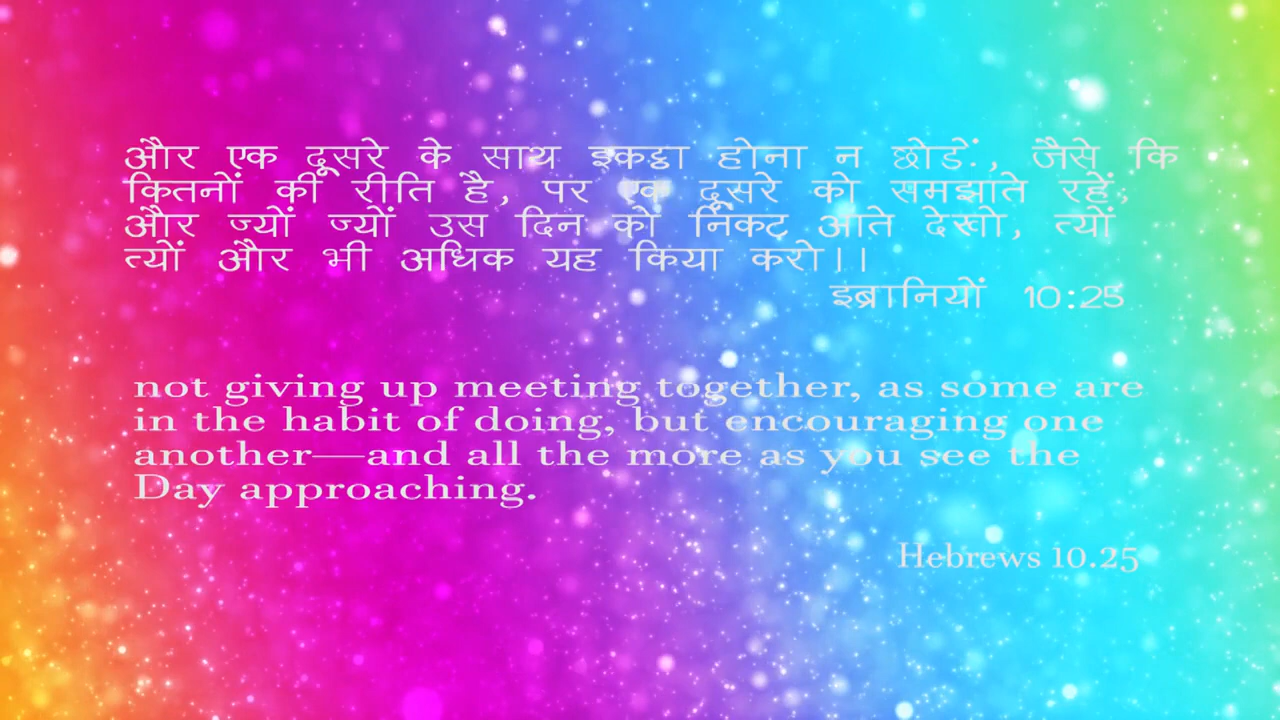 और एक दूसरे के साथ इकट्ठा होना न छोडें:, जैसे कि
कितनों की रीति है, पर एक दूसरे को समझाते रहें;
और ज्यों ज्यों उस दिन को निकट आते देखो, त्यों
त्यों और भी अधिक यह किया करो।।
इब्रानियों 10:25
not giving up meeting together, as some are
in the habit of doing, but encouraging one
another—and all the more as you see the
Day approaching.
Hebrews 10.25